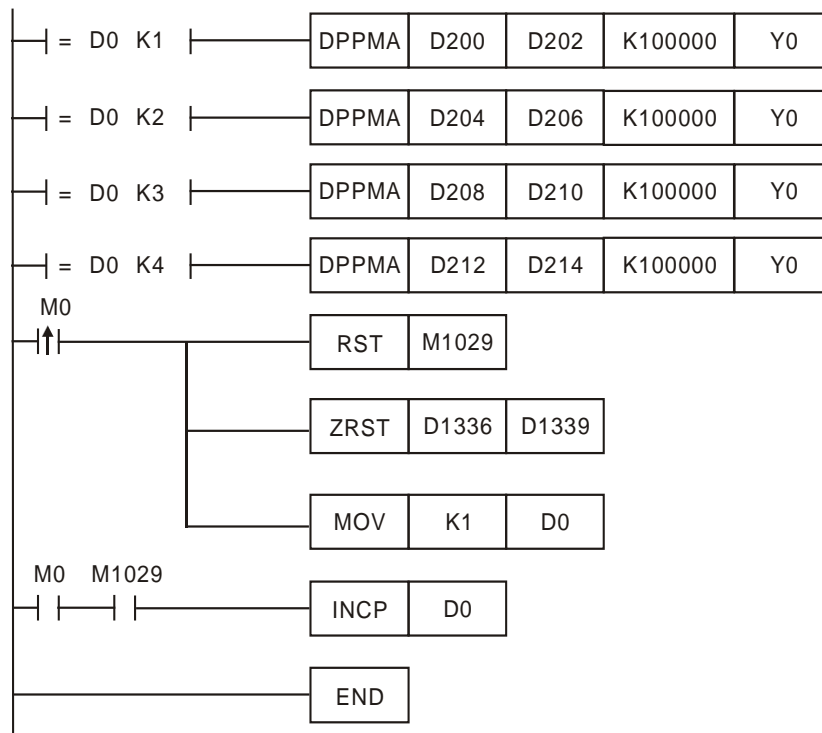 = D0 K1 DPPMA D200 D202 K100000 Y0
= D0 K2 DPPMA D204 D206 K100000 Y0
= D0 K3 DPPMA D208 D210 K100000 Y0
= D0 K4 DPPMA D212 D214 K100000 Y0
M0
RST M1029
ZRST D1336 D1339
MOV K1 D0
M0 M1029
INCP D0
END